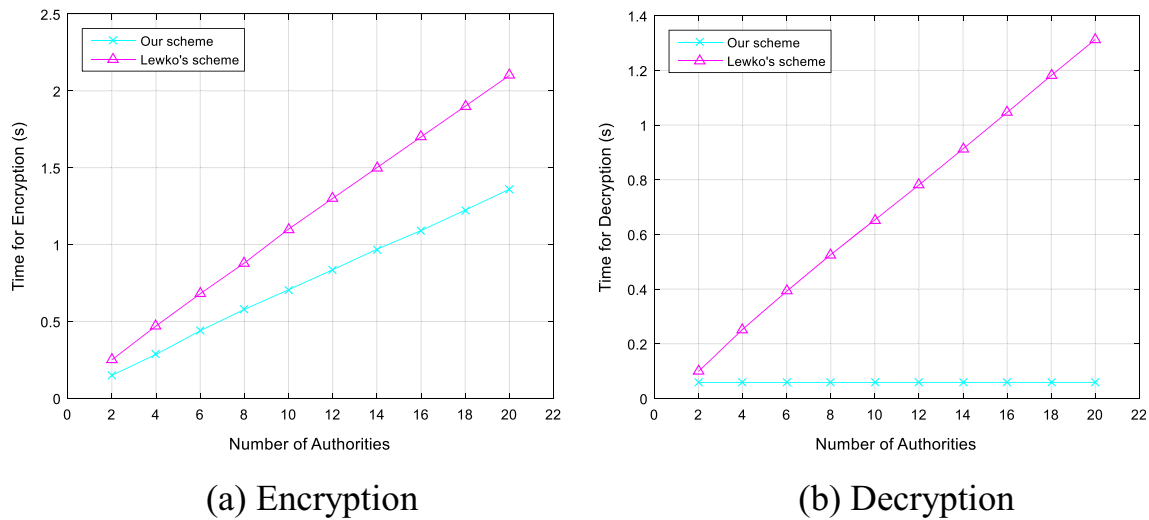 2.5
2
1.5
1
0.5
0
Time for Encryption (s)
Our scheme
Lewko's scheme
0 2 4 6 8 10 12 14 16 18 20 22
Number of Authorities
(a) Encryption
1.4
1.2
1
0.8
0.6
0.4
0.2
0
Time for Decryption (s)
Our scheme
Lewko's scheme
0 2 4 6 8 10 12 14 16 18 20 22
Number of Authorities
(b) Decryption